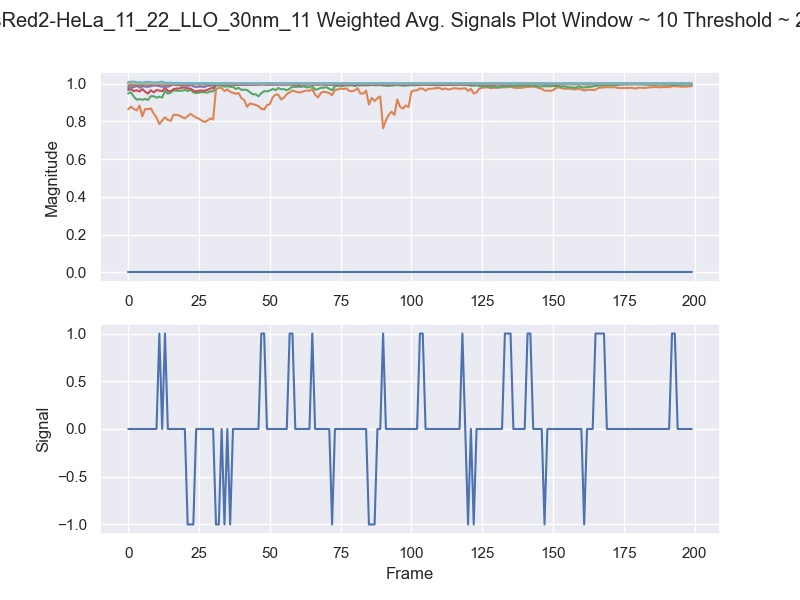 sRed2-HeLa_11_22_LLO_30nm_11 Weighted Avg. Signals Plot Window ~ 10 Threshold ~ 2
1.0
0.8
0.6
0.4
0.2
0.0
Magnitude
0 25 50 75 100 125 150 175 200
1.0
0.5
0.0
−0.5
−1.0
Signal
0 25 50 75 100 125 150 175 200
Frame